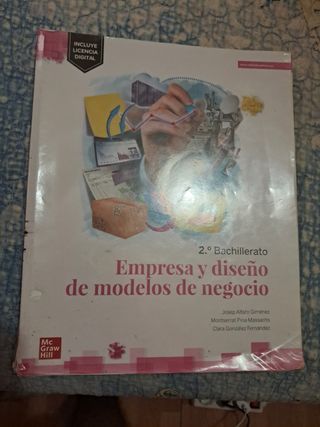 INCLUYE
LICENCIA
DIGITAL
2.º Bachillerato
Empresa y diseño
de modelos de negocio
Josep Alfaro Giménez
Montserrat Pina Massachs
Clara González Fernández
Mc
Graw
Hill